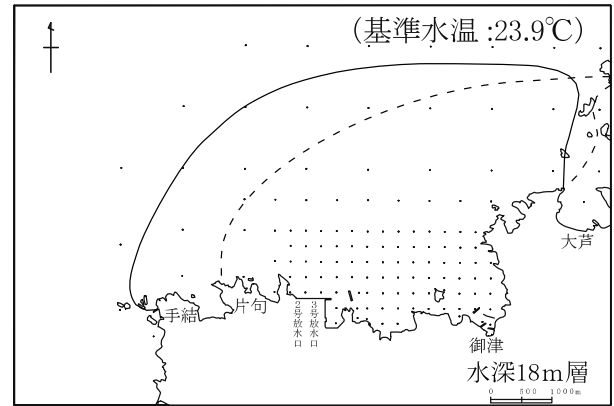 (基準水温 :23.9℃)
大芦
手結
片句
2号放水口
3号放水口
御津
水深18m層
0 500 1000m